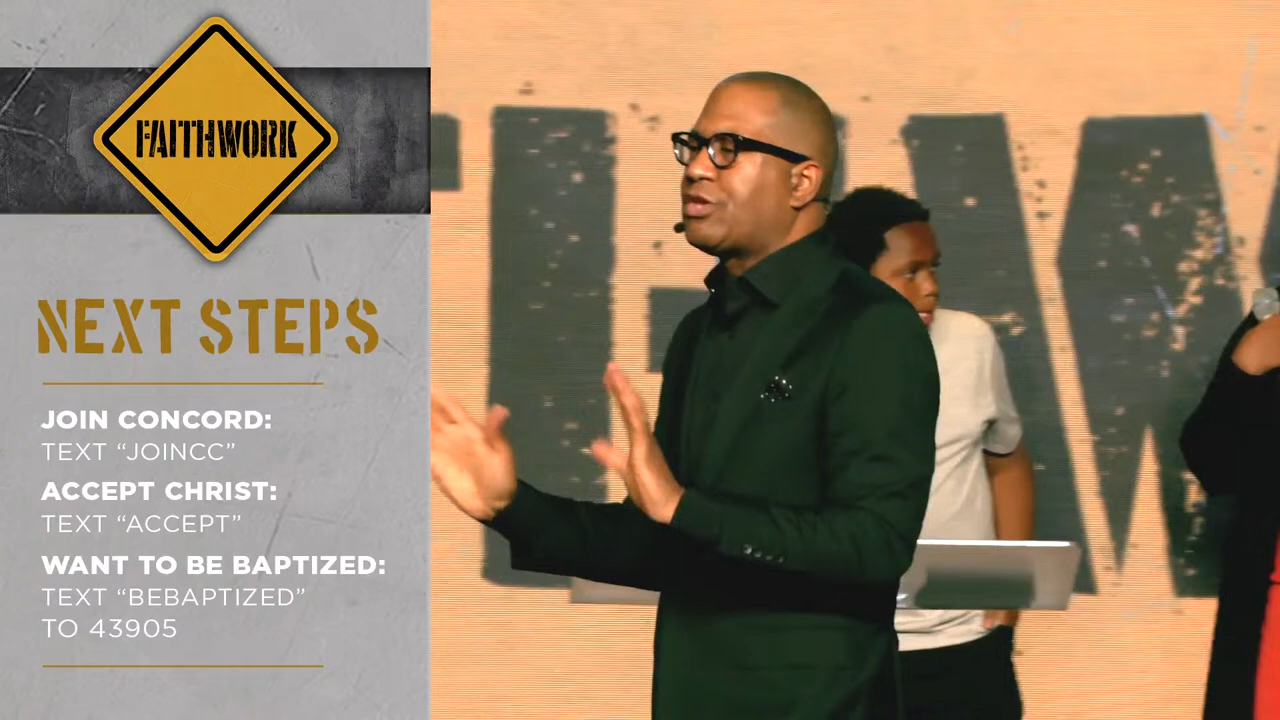 FAITHWORK
NEXT STEPS
JOIN CONCORD:
TEXT “JOINCC”
ACCEPT CHRIST:
TEXT “ACCEPT”
WANT TO BE BAPTIZED:
TEXT “BEBAPTIZED”
TO 43905